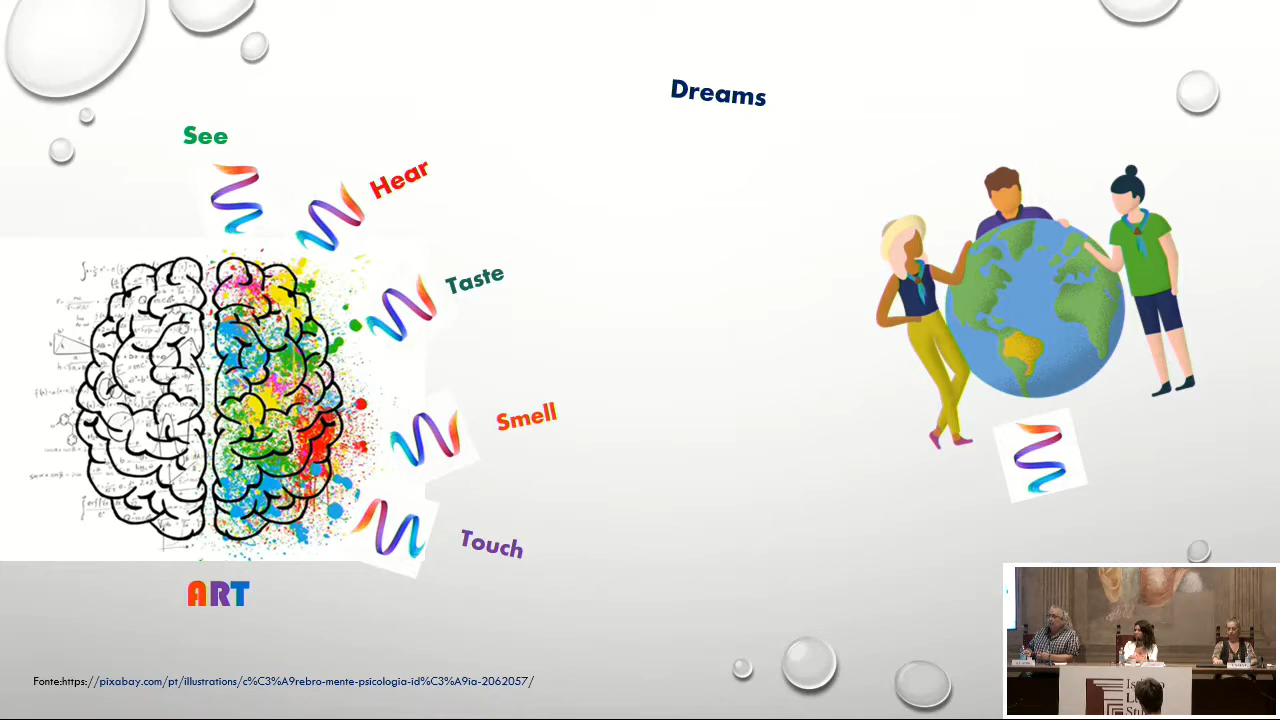 Dreams
See
Hear
Taste
Smell
Touch
ART
Fonte:https://pixabay.com/pt/illustrations/c%C3%A9rebro-mente-psicologia-id%C3%A9ia-2062057/